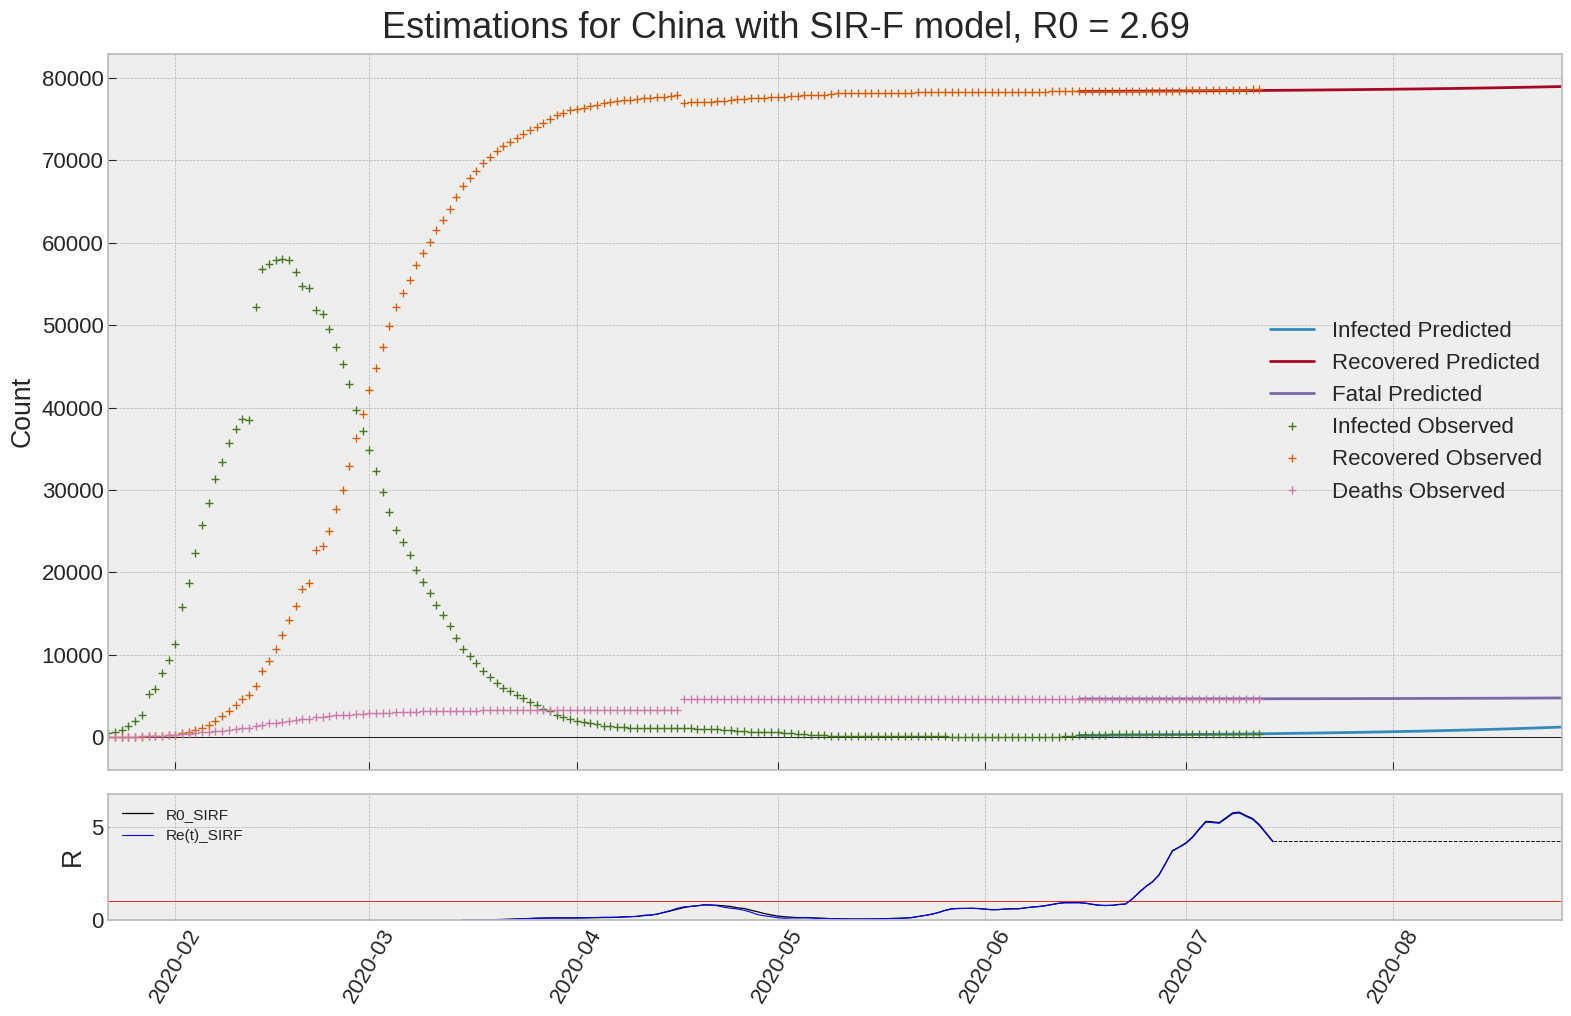 Estimations for China with SIR-F model, R0 = 2.69
80000
70000
60000
50000
40000
30000
20000
10000
0
Count
Infected Predicted
Recovered Predicted
Fatal Predicted
Infected Observed
Recovered Observed
Deaths Observed
R0_SIRF
Re(t)_SIRF
5
0
R
2020-02
2020-03
2020-04
2020-05
2020-06
2020-07
2020-08